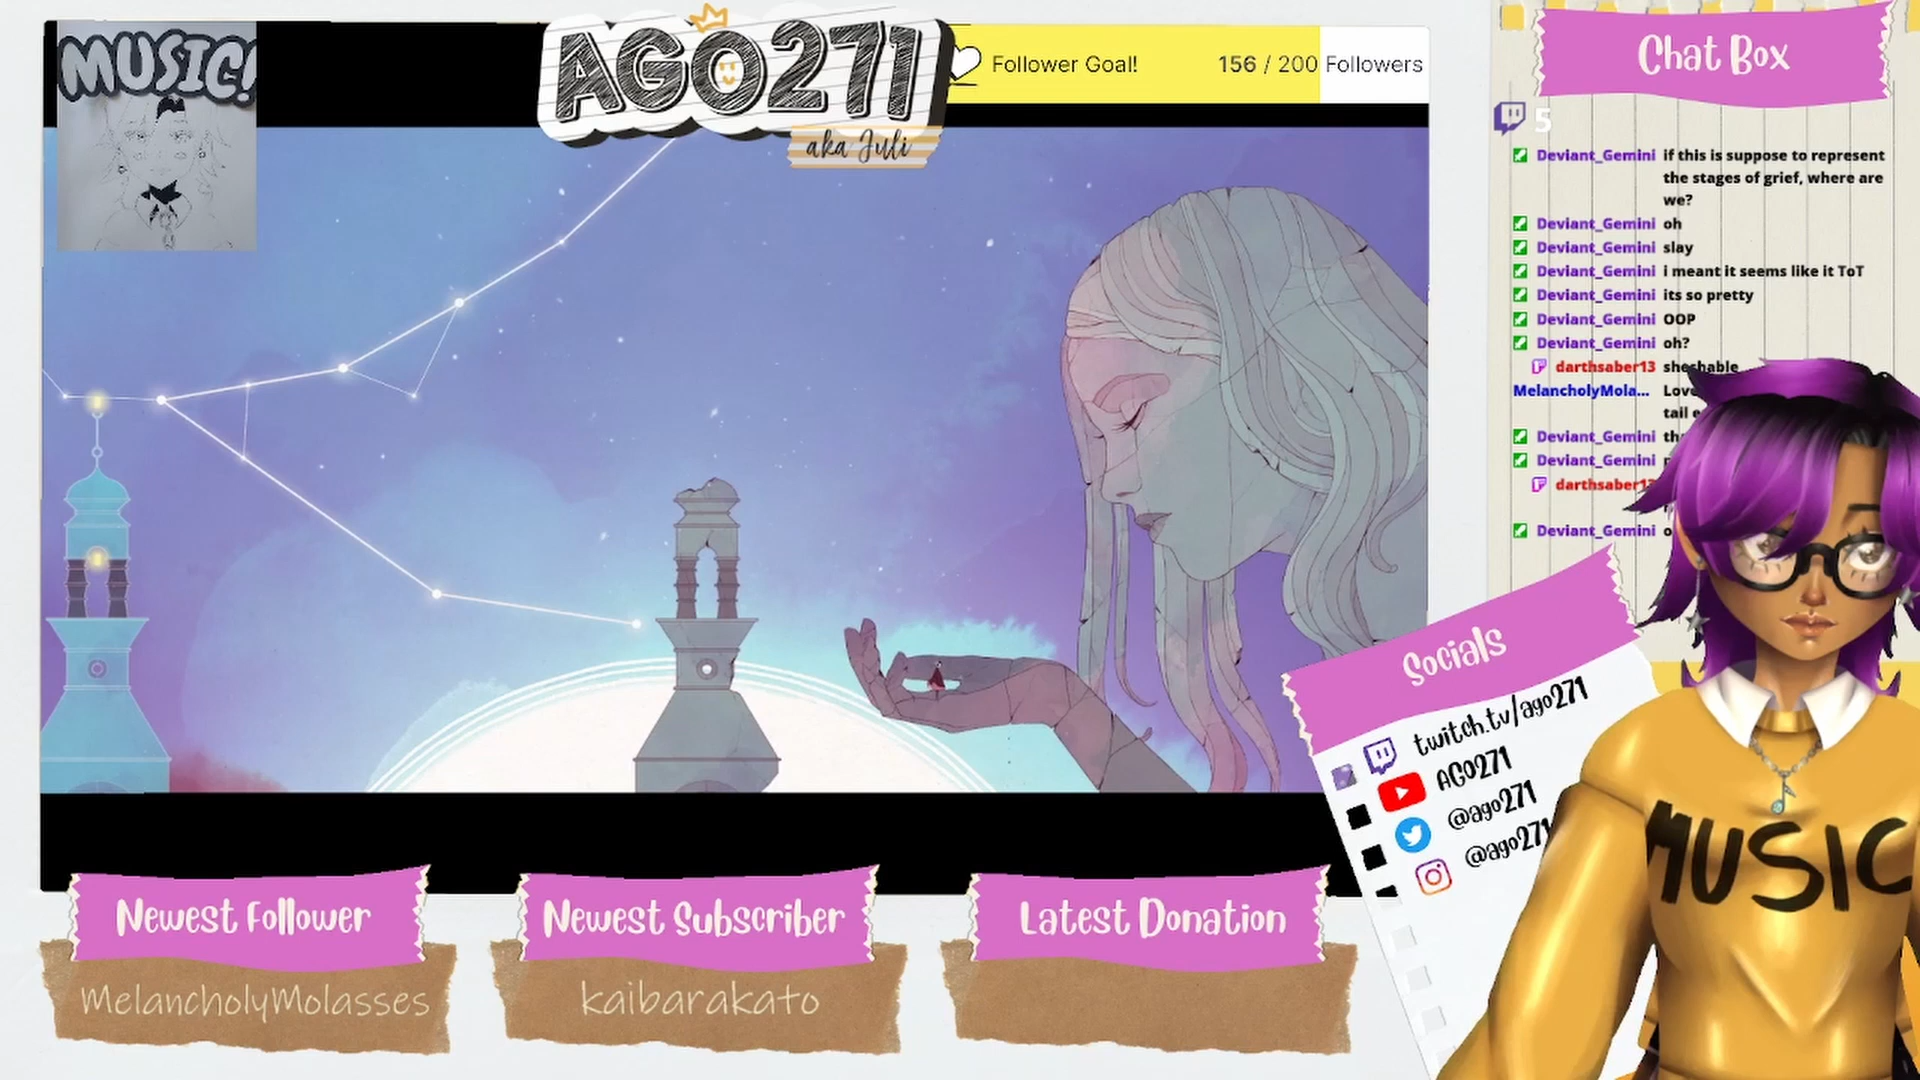 MUSIC!
AGO271
aka Juli
Follower Goal!
156 / 200 Followers
Chat Box
5
Deviant_Gemini if this is suppose to represent
the stages of grief, where are
we?
Deviant_Gemini oh
Deviant_Gemini slay
Deviant_Gemini i meant it seems like it ToT
Deviant_Gemini its so pretty
Deviant_Gemini OOP
Deviant_Gemini oh?
darthsaber13 sheshable
MelancholyMola...
tail
Deviant_Gemini
Deviant_Gemini
Deviant_Gemini
Socials
twitch.tv/ago271
AGO271
@ago271
@ago271
MUSIC
Newest Follower
MelancholyMolasses
Newest Subscriber
kaibarakato
Latest Donation